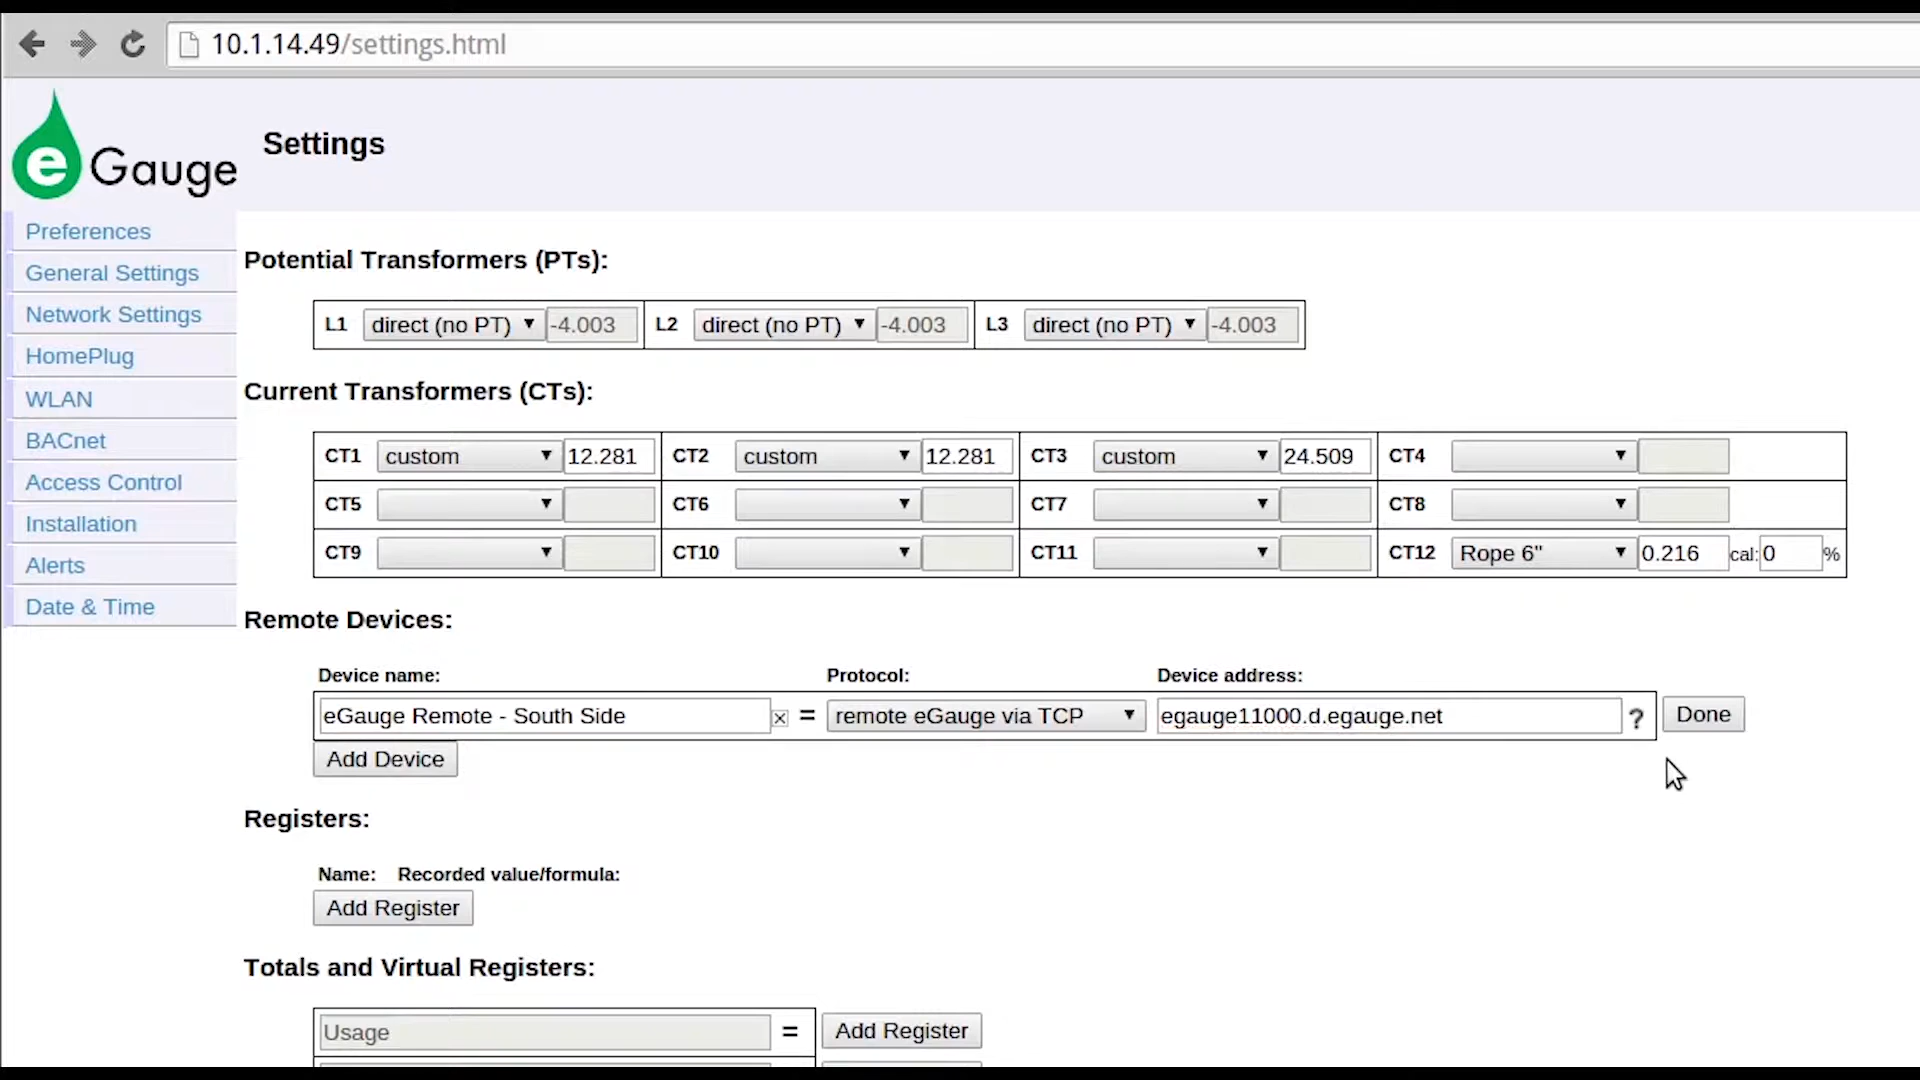 10.1.14.49/settings.html
e Gauge
Settings
Preferences
General Settings
Network Settings
HomePlug
WLAN
BACnet
Access Control
Installation
Alerts
Date & Time
Potential Transformers (PTs):
L1 direct (no PT) -4.003 L2 direct (no PT) -4.003 L3 direct (no PT) -4.003
Current Transformers (CTs):
CT1 custom 12.281 CT2 custom 12.281 CT3 custom 24.509 CT4
CT5 CT6 CT7 CT8
CT9 CT10 CT11 CT12 Rope 6" 0.216 cal: 0 %
Remote Devices:
Device name: Protocol: Device address:
eGauge Remote - South Side = remote eGauge via TCP egauge11000.d.egauge.net ? Done
Add Device
Registers:
Name: Recorded value/formula:
Add Register
Totals and Virtual Registers:
Usage = Add Register